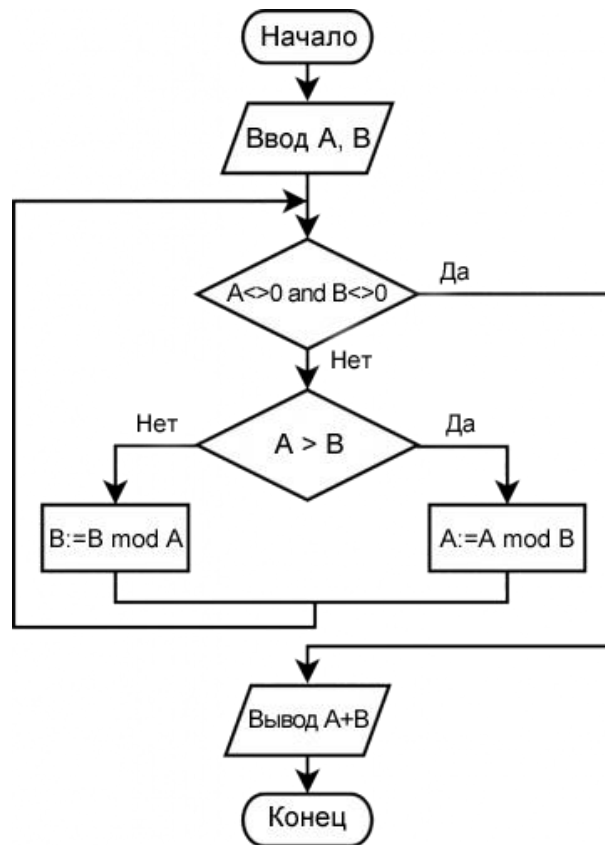 Начало
Ввод А, В
A<>0 and B<>0
Да
Нет
A > B
Нет
Да
B:=B mod A
A:=A mod B
Вывод A+B
Конец